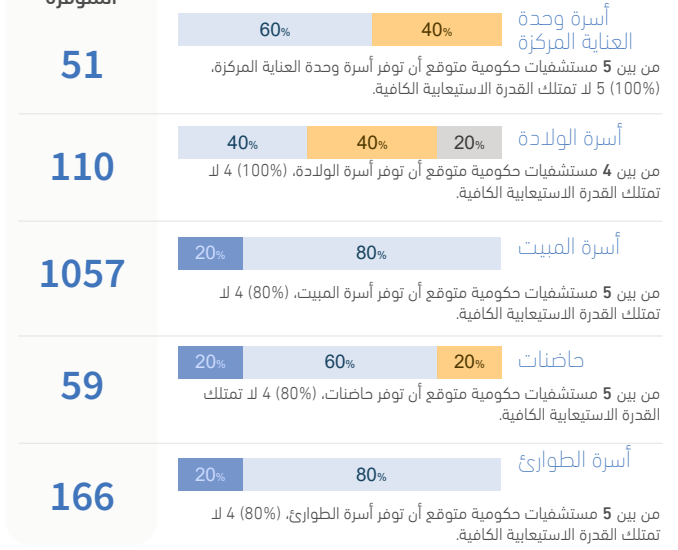 المتوفرة
أسرة وحدة
العناية المركزة
60% 40%
51
من بين 5 مستشفيات حكومية متوقع أن توفر أسرة وحدة العناية المركزة،
5 (100%) لا تمتلك القدرة الاستيعابية الكافية.
أسرة الولادة
40% 40% 20%
110
من بين 4 مستشفيات حكومية متوقع أن توفر أسرة الولادة، 4 (100%) لا
تمتلك القدرة الاستيعابية الكافية.
أسرة المبيت
20% 80%
1057
من بين 5 مستشفيات حكومية متوقع أن توفر أسرة المبيت، 4 (80%) لا
تمتلك القدرة الاستيعابية الكافية.
حاضنات
20% 60% 20%
59
من بين 5 مستشفيات حكومية متوقع أن توفر حاضنات، 4 (80%) لا تمتلك
القدرة الاستيعابية الكافية.
أسرة الطوارئ
20% 80%
166
من بين 5 مستشفيات حكومية متوقع أن توفر أسرة الطوارئ، 4 (80%) لا
تمتلك القدرة الاستيعابية الكافية.